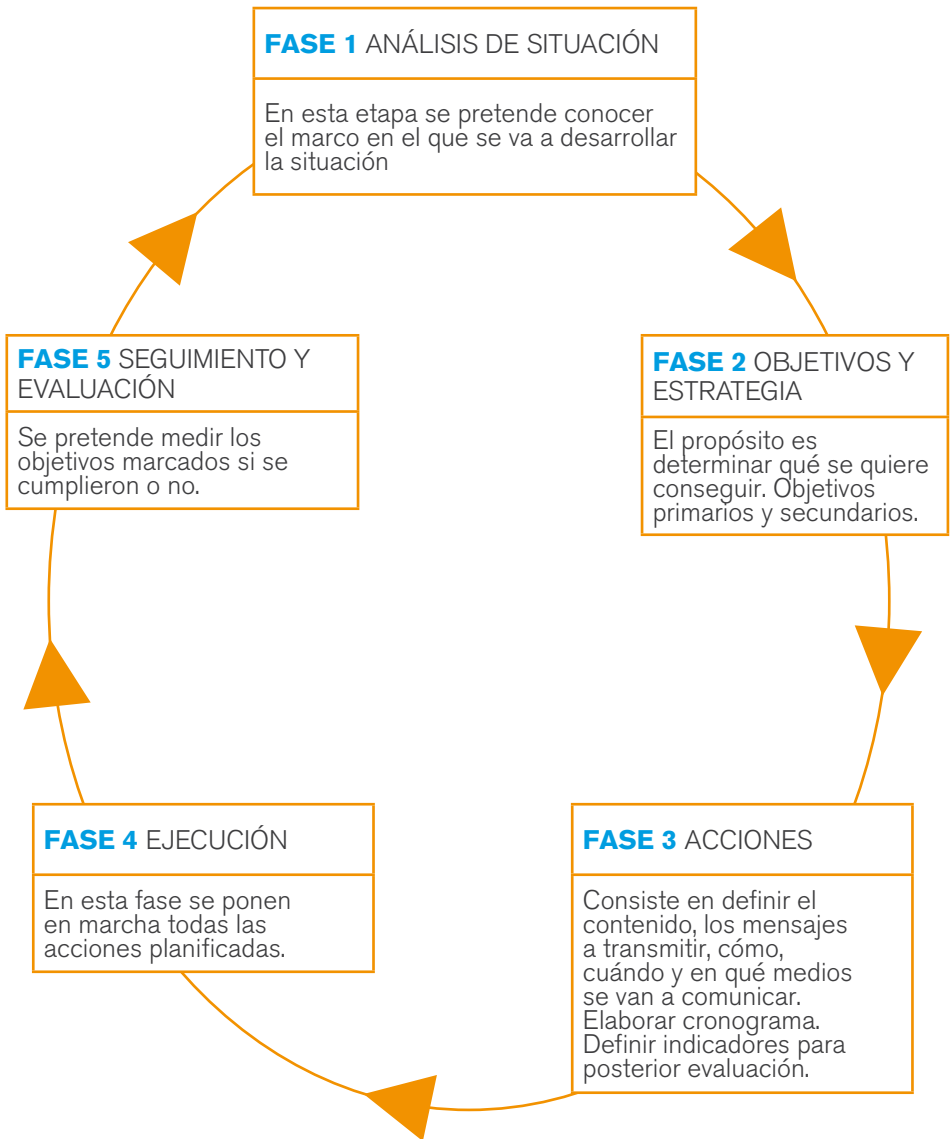 FASE 1 ANÁLISIS DE SITUACIÓN
En esta etapa se pretende conocer
el marco en el que se va a desarrollar
la situación
FASE 2 OBJETIVOS Y
ESTRATEGIA
El propósito es
determinar qué se quiere
conseguir. Objetivos
primarios y secundarios.
FASE 3 ACCIONES
Consiste en definir el
contenido, los mensajes
a transmitir, cómo,
cuándo y en qué medios
se van a comunicar.
Elaborar cronograma.
Definir indicadores para
posterior evaluación.
FASE 4 EJECUCIÓN
En esta fase se ponen
en marcha todas las
acciones planificadas.
FASE 5 SEGUIMIENTO Y
EVALUACIÓN
Se pretende medir los
objetivos marcados si se
cumplieron o no.